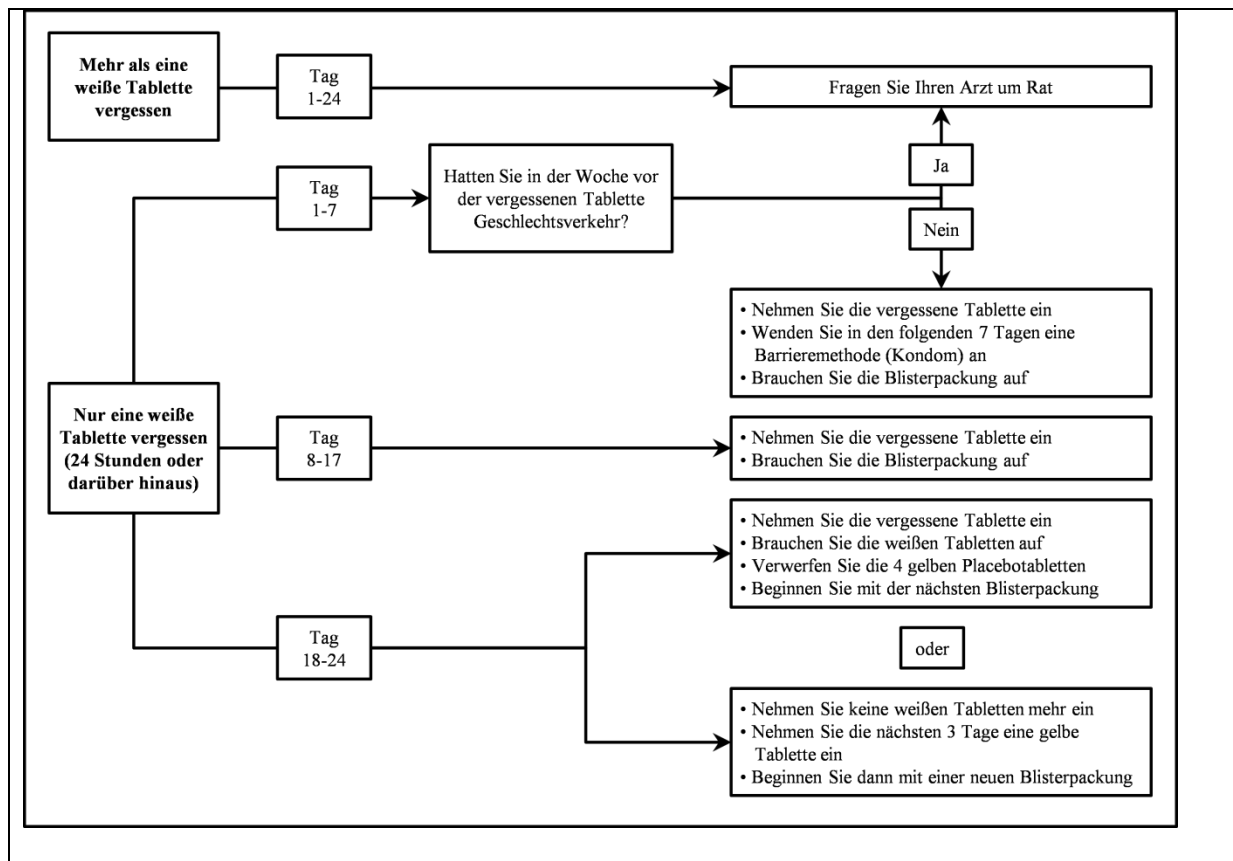 Mehr als eine
weiße Tablette
vergessen
Tag
1-24
Fragen Sie Ihren Arzt um Rat
Tag
1-7
Hatten Sie in der Woche vor
der vergessenen Tablette
Geschlechtsverkehr?
Ja
Nein
• Nehmen Sie die vergessene Tablette ein
• Wenden Sie in den folgenden 7 Tagen eine
Barrieremethode (Kondom) an
• Brauchen Sie die Blisterpackung auf
Nur eine weiße
Tablette vergessen
(24 Stunden oder
darüber hinaus)
Tag
8-17
• Nehmen Sie die vergessene Tablette ein
• Brauchen Sie die Blisterpackung auf
Tag
18-24
• Nehmen Sie die vergessene Tablette ein
• Brauchen Sie die weißen Tabletten auf
• Verwerfen Sie die 4 gelben Placebotabletten
• Beginnen Sie mit der nächsten Blisterpackung
oder
• Nehmen Sie keine weißen Tabletten mehr ein
• Nehmen Sie die nächsten 3 Tage eine gelbe
Tablette ein
• Beginnen Sie dann mit einer neuen Blisterpackung